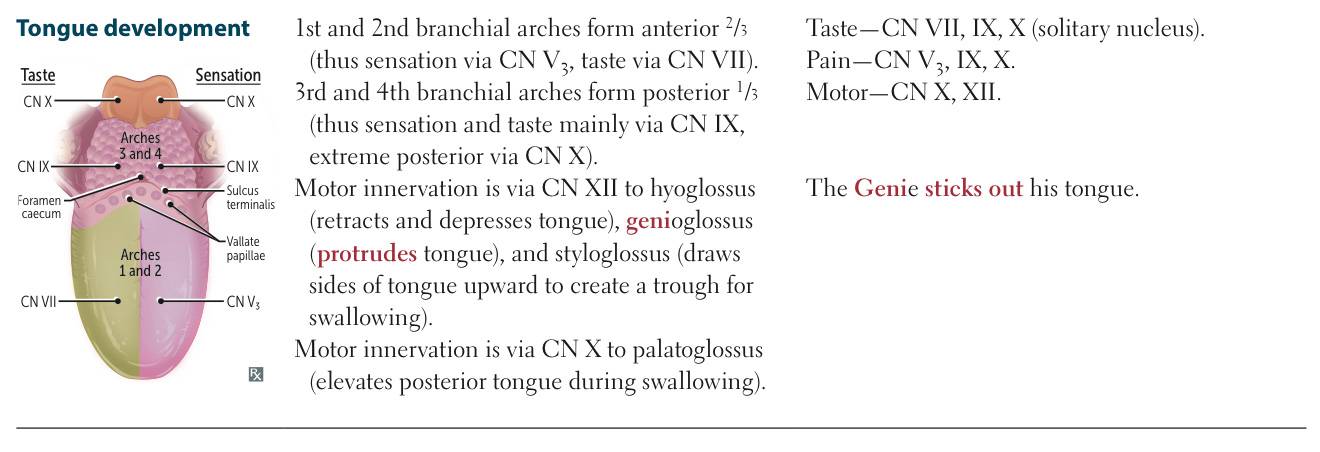 Tongue development
Taste
Sensation
CN X
CN X
Arches
3 and 4
CN IX
CN IX
Foramen
caecum
Sulcus
terminalis
Vallate
papillae
Arches
1 and 2
CN VII
CN V₃
Rx
1st and 2nd branchial arches form anterior 2/3
(thus sensation via CN V₃, taste via CN VII).
3rd and 4th branchial arches form posterior 1/3
(thus sensation and taste mainly via CN IX,
extreme posterior via CN X).
Motor innervation is via CN XII to hyoglossus
(retracts and depresses tongue), genioglossus
(protrudes tongue), and styloglossus (draws
sides of tongue upward to create a trough for
swallowing).
Motor innervation is via CN X to palatoglossus
(elevates posterior tongue during swallowing).
Taste—CN VII, IX, X (solitary nucleus).
Pain—CN V₃, IX, X.
Motor—CN X, XII.
The Genie sticks out his tongue.